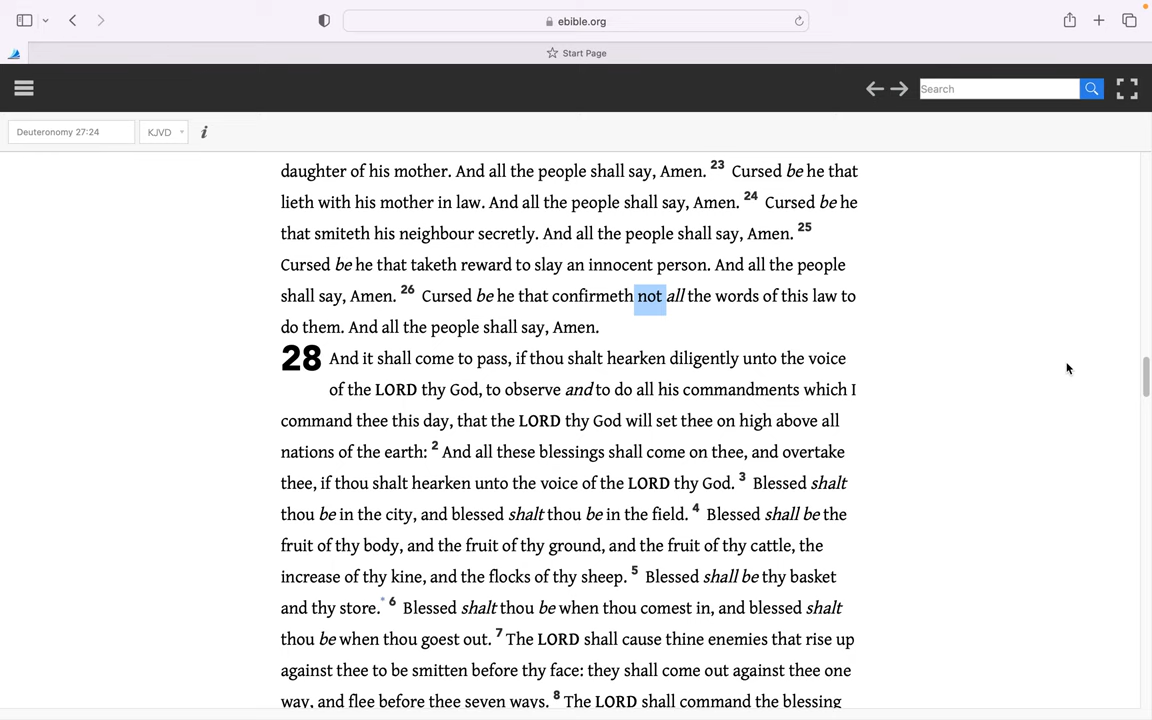 ebible.org
Start Page
Search
Deuteronomy 27:24
KJVD
i
daughter of his mother. And all the people shall say, Amen. 23 Cursed be he that
lieth with his mother in law. And all the people shall say, Amen. 24 Cursed be he
that smiteth his neighbour secretly. And all the people shall say, Amen. 25
Cursed be he that taketh reward to slay an innocent person. And all the people
shall say, Amen. 26 Cursed be he that confirmeth not all the words of this law to
do them. And all the people shall say, Amen.
28 And it shall come to pass, if thou shalt hearken diligently unto the voice
of the LORD thy God, to observe and to do all his commandments which I
command thee this day, that the LORD thy God will set thee on high above all
nations of the earth: 2 And all these blessings shall come on thee, and overtake
thee, if thou shalt hearken unto the voice of the LORD thy God. 3 Blessed shalt
thou be in the city, and blessed shalt thou be in the field. 4 Blessed shall be the
fruit of thy body, and the fruit of thy ground, and the fruit of thy cattle, the
increase of thy kine, and the flocks of thy sheep. 5 Blessed shall be thy basket
and thy store.* 6 Blessed shalt thou be when thou comest in, and blessed shalt
thou be when thou goest out. 7 The LORD shall cause thine enemies that rise up
against thee to be smitten before thy face: they shall come out against thee one
way, and flee before thee seven ways. 8 The LORD shall command the blessing